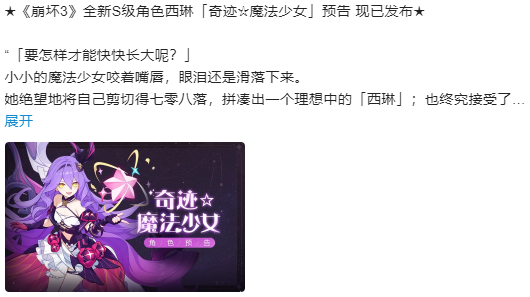 ★《崩坏3》全新S级角色西琳「奇迹☆魔法少女」预告 现已发布★
“「要怎样才能快快长大呢？」
小小的魔法少女咬着嘴唇，眼泪还是滑落下来。
她绝望地将自己剪切得七零八落，拼凑出一个理想中的「西琳」；也终究接受了...
展开
奇迹☆
魔法少女
角色预告